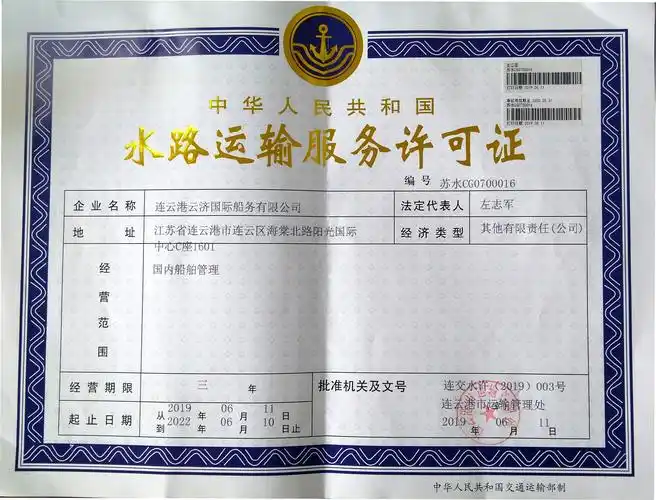 中华人民共和国
水路运输服务许可证
编号 苏水CG0700016
企业名称 连云港云济国际船务有限公司 法定代表人 左志军
地址 江苏省连云港市连云区海棠北路阳光国际
中心C座1601
经济类型 其他有限责任(公司)
经营范围 国内船舶管理
经营期限 三 年 批准机关及文号 连交水许(2019)003号
连云港市运输管理处
2019 年 06 月 11 日
起止日期 从 2019 年 06 月 11 日
到 2022 年 06 月 10 日止
中华人民共和国交通运输部制